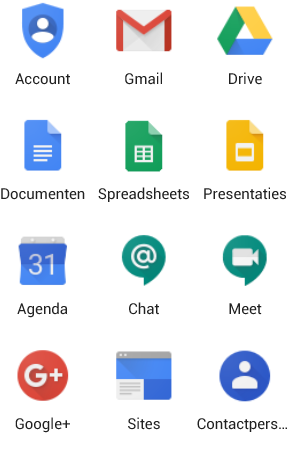 Account Gmail Drive
Documenten Spreadsheets Presentaties
31 @
Agenda Chat Meet
G+
Google+ Sites Contactpers...